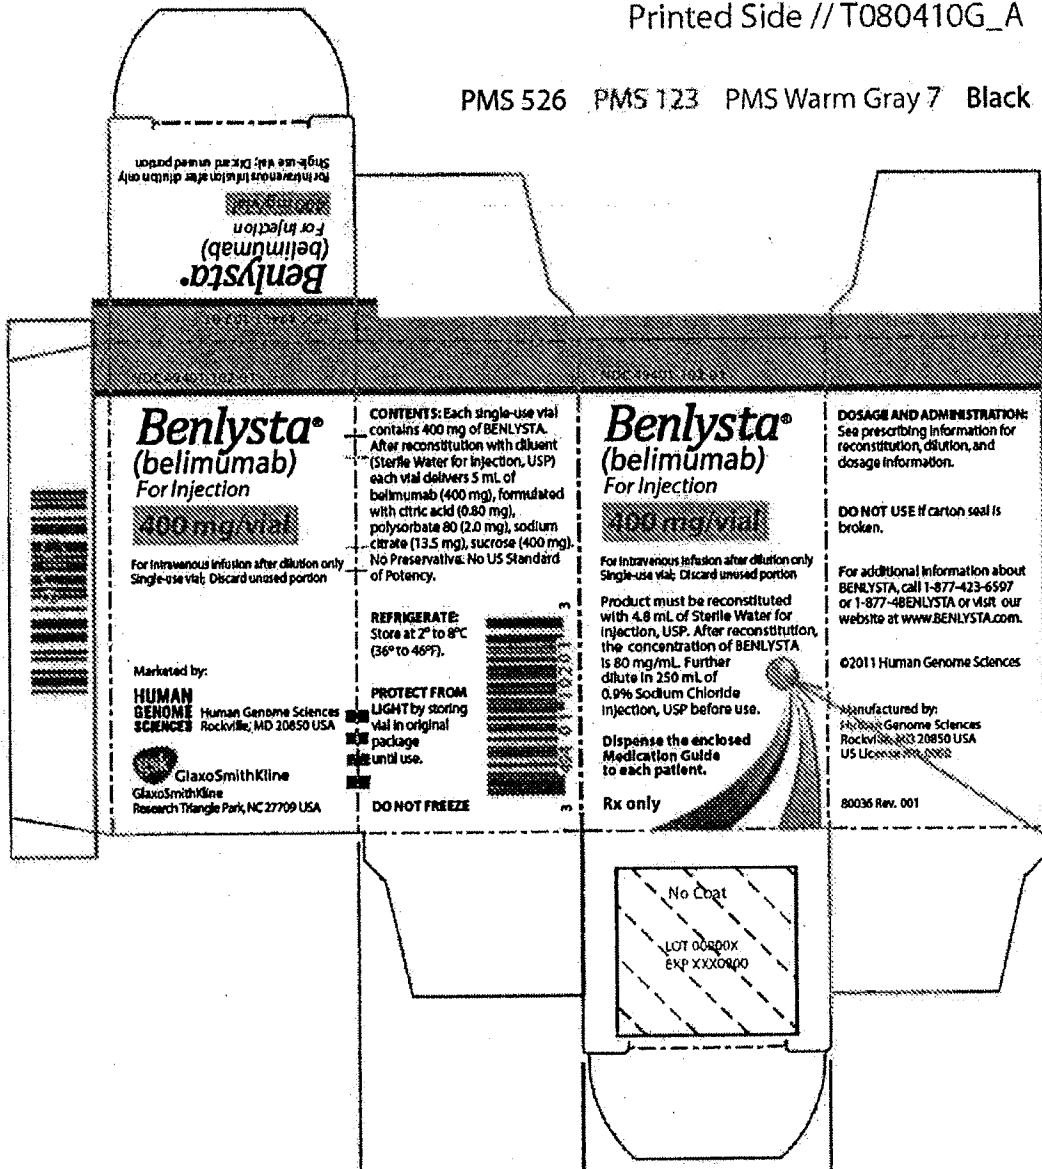 Printed Side // T080410G_A
PMS 526 PMS 123 PMS Warm Gray 7 Black
Benlysta®
(belimumab)
For Injection
400 mg/vial
For intravenous infusion after dilution only
Single-use vial; Discard unused portion
Benlysta®
(belimumab)
For Injection
400 mg/vial
For intravenous infusion after dilution only
Single-use vial; Discard unused portion
Marketed by:
HUMAN
GENOME
SCIENCES
Human Genome Sciences
Rockville, MD 20850 USA
GlaxoSmithKline
GlaxoSmithKline
Research Triangle Park, NC 27709 USA
CONTENTS: Each single-use vial
contains 400 mg of BENLYSTA.
After reconstitution with diluent
(Sterile Water for Injection, USP)
each vial delivers 5 mL of
belimumab (400 mg), formulated
with citric acid (0.80 mg),
polysorbate 80 (2.0 mg), sodium
citrate (13.5 mg), sucrose (400 mg).
No Preservative. No US Standard
of Potency.
REFRIGERATE:
Store at 2° to 8°C
(36° to 46°F).
PROTECT FROM
LIGHT by storing
vial in original
package
until use.
DO NOT FREEZE
Benlysta®
(belimumab)
For Injection
400 mg/vial
For intravenous infusion after dilution only
Single-use vial; Discard unused portion
Product must be reconstituted
with 4.8 mL of Sterile Water for
Injection, USP. After reconstitution,
the concentration of BENLYSTA
is 80 mg/mL. Further
dilute in 250 mL of
0.9% Sodium Chloride
Injection, USP before use.
Dispense the enclosed
Medication Guide
to each patient.
Rx only
DOSAGE AND ADMINISTRATION:
See prescribing information for
reconstitution, dilution, and
dosage information.
DO NOT USE if carton seal is
broken.
For additional information about
BENLYSTA, call 1-877-423-6597
or 1-877-4BENLYSTA or visit our
website at www.BENLYSTA.com.
©2011 Human Genome Sciences
Manufactured by:
Human Genome Sciences
Rockville, MD 20850 USA
US License
80036 Rev. 001
No Coat
LOT
EXP